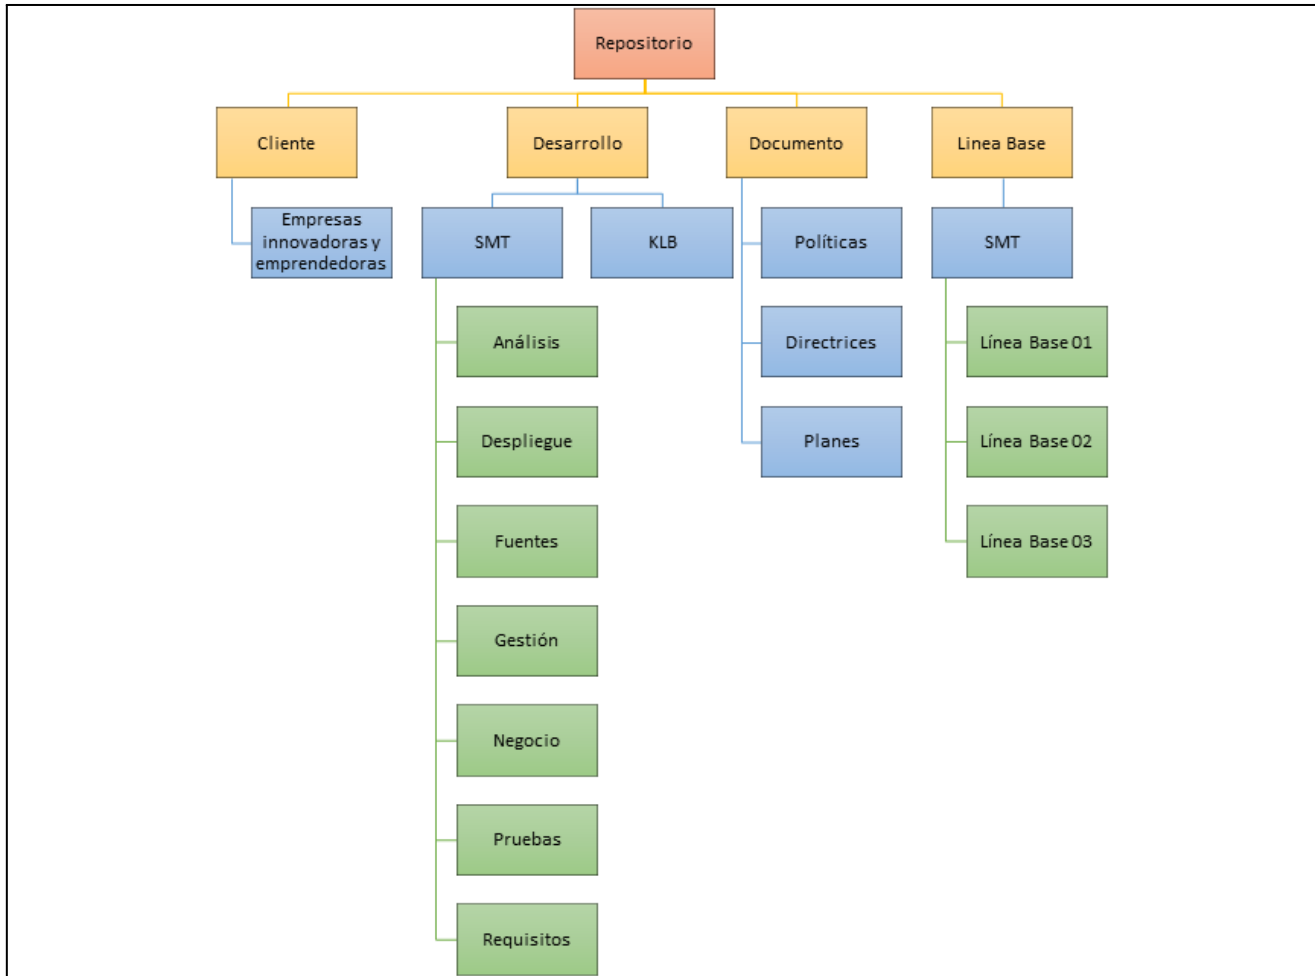 Repositorio
Cliente
Desarrollo
Documento
Linea Base
Empresas
innovadoras y
emprendedoras
SMT
KLB
Políticas
SMT
Análisis
Directrices
Línea Base 01
Despliegue
Planes
Línea Base 02
Fuentes
Línea Base 03
Gestión
Negocio
Pruebas
Requisitos